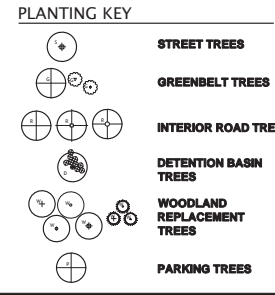 PLANTING KEY
S
STREET TREES
G
GREENBELT TREES
R R R
INTERIOR ROAD TRE
D
DETENTION BASIN
TREES
W W
W W
WOODLAND
REPLACEMENT
TREES
P
PARKING TREES